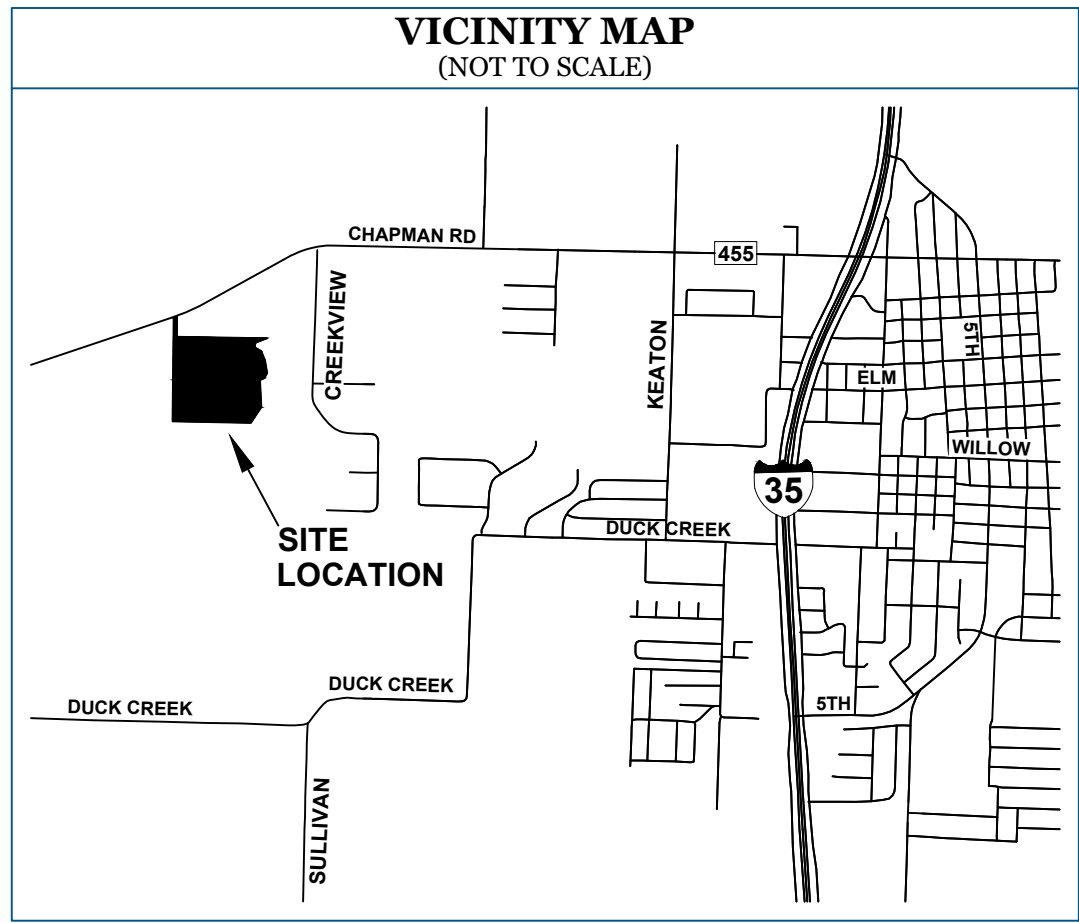 VICINITY MAP
(NOT TO SCALE)
CHAPMAN RD
455
CREEKVIEW
KEATON
5TH
ELM
WILLOW
35
DUCK CREEK
SITE
LOCATION
DUCK CREEK
DUCK CREEK
5TH
SULLIVAN